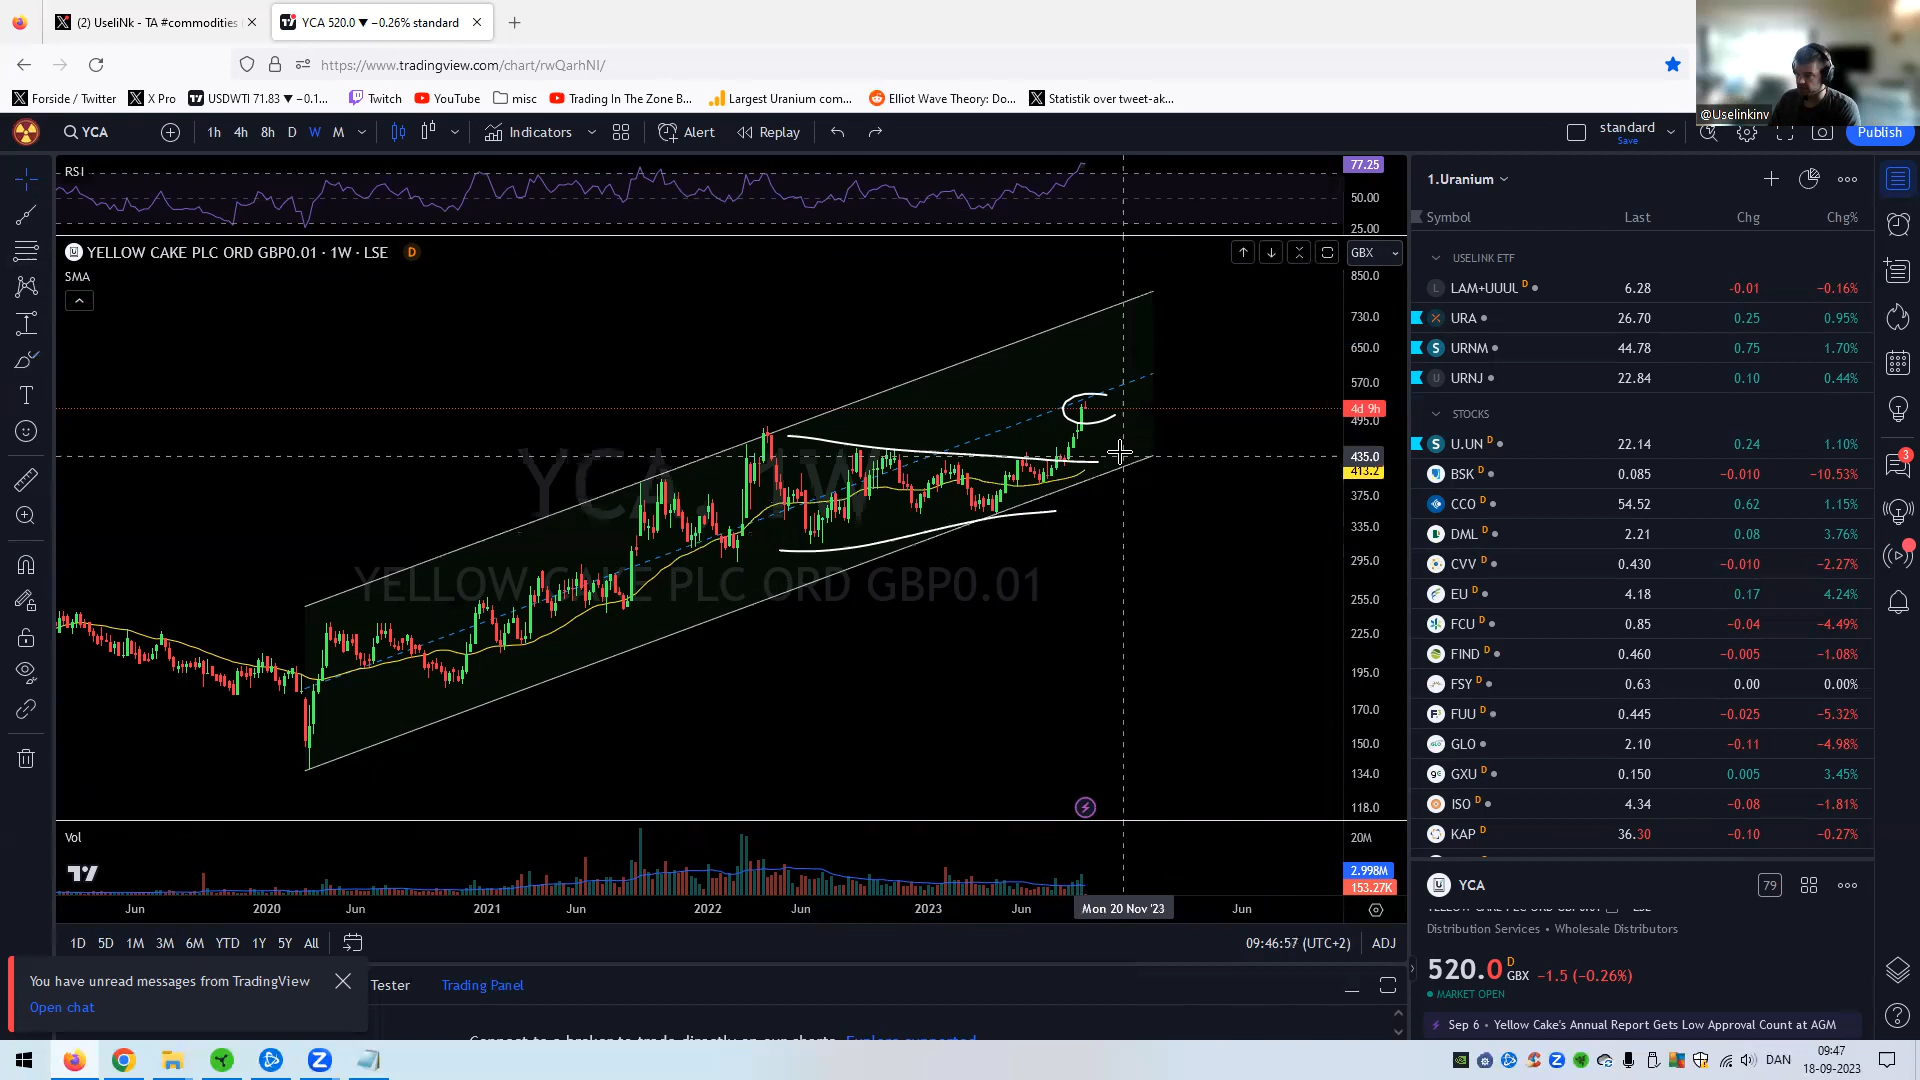 (2) UseliNk - TA #commodities
YCA 520.0 ▼ −0.26% standard
https://www.tradingview.com/chart/rwQarhNI/
Forside / Twitter
X Pro
USDWTI 71.83 ▼ −0.1...
Twitch
YouTube
misc
Trading In The Zone B...
Largest Uranium com...
Elliot Wave Theory: Do...
Statistik over tweet-ak...
@Uselinkinv
YCA
1h 4h 8h D W M
Indicators
Alert
Replay
standard
Save
Publish
RSI
77.25
50.00
25.00
YELLOW CAKE PLC ORD GBP0.01 · 1W · LSE D
GBX
SMA
850.0
730.0
650.0
570.0
4d 9h
495.0
435.0
413.2
375.0
335.0
295.0
255.0
225.0
195.0
170.0
150.0
134.0
118.0
YCA, 1W
YELLOW CAKE PLC ORD GBP0.01
Vol
20M
2.998M
153.27K
Jun 2020 Jun 2021 Jun 2022 Jun 2023 Jun Mon 20 Nov '23 Jun
1D 5D 1M 3M 6M YTD 1Y 5Y All
09:46:57 (UTC+2) ADJ
You have unread messages from TradingView
Open chat
Tester
Trading Panel
1.Uranium
Symbol Last Chg Chg%
USELINK ETF
LAM+UUUU D 6.28 −0.01 −0.16%
URA 26.70 0.25 0.95%
URNM 44.78 0.75 1.70%
URNJ 22.84 0.10 0.44%
STOCKS
U.UN D 22.14 0.24 1.10%
BSK D 0.085 −0.010 −10.53%
CCO D 54.52 0.62 1.15%
DML D 2.21 0.08 3.76%
CVV D 0.430 −0.010 −2.27%
EU D 4.18 0.17 4.24%
FCU D 0.85 −0.04 −4.49%
FIND D 0.460 −0.005 −1.08%
FSY D 0.63 0.00 0.00%
FUU D 0.445 −0.025 −5.32%
GLO 2.10 −0.11 −4.98%
GXU D 0.150 0.005 3.45%
ISO D 4.34 −0.08 −1.81%
KAP D 36.30 −0.10 −0.27%
3
YCA
79
Distribution Services • Wholesale Distributors
520.0 D GBX −1.5 (−0.26%)
MARKET OPEN
Sep 6 • Yellow Cake's Annual Report Gets Low Approval Count at AGM
DAN
09:47
18-09-2023